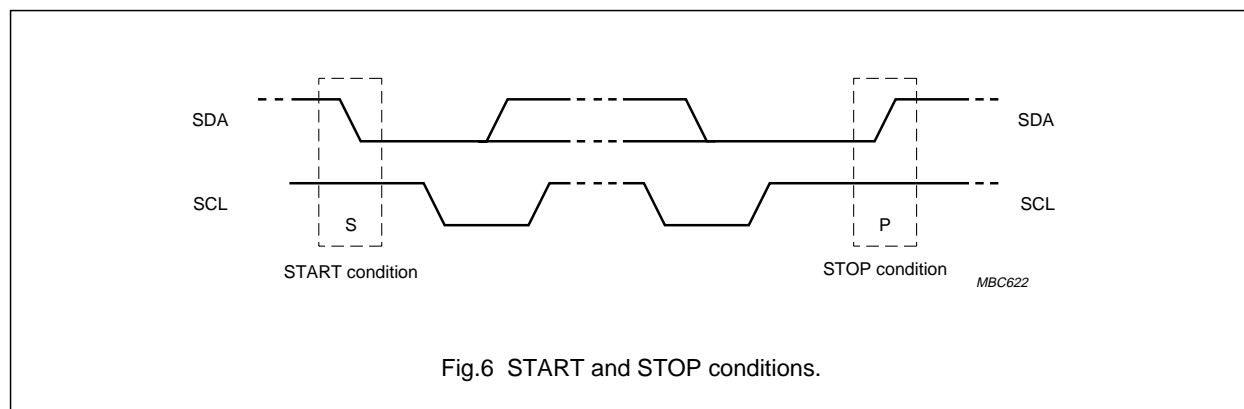 SDA
SDA
SCL
SCL
S
P
START condition
STOP condition
MBC622
Fig.6 START and STOP conditions.